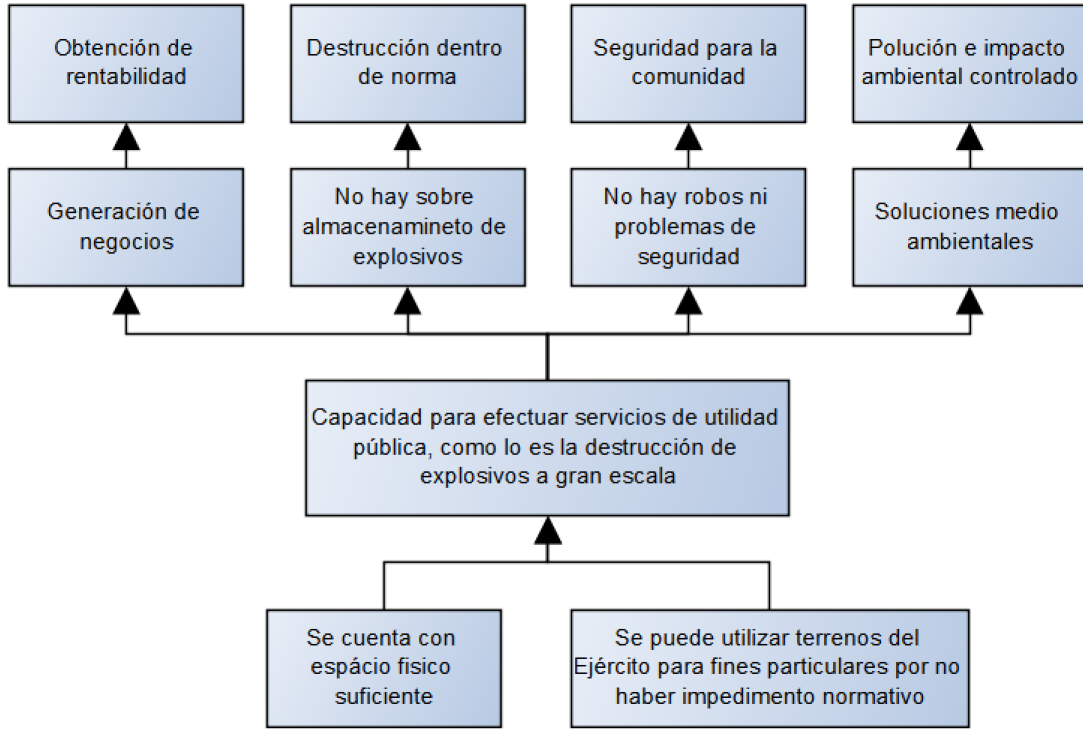 Obtención de
rentabilidad
Destrucción dentro
de norma
Seguridad para la
comunidad
Polución e impacto
ambiental controlado
Generación de
negocios
No hay sobre
almacenamineto de
explosivos
No hay robos ni
problemas de
seguridad
Soluciones medio
ambientales
Capacidad para efectuar servicios de utilidad
pública, como lo es la destrucción de
explosivos a gran escala
Se cuenta con
espácio fisico
suficiente
Se puede utilizar terrenos del
Ejército para fines particulares por no
haber impedimento normativo